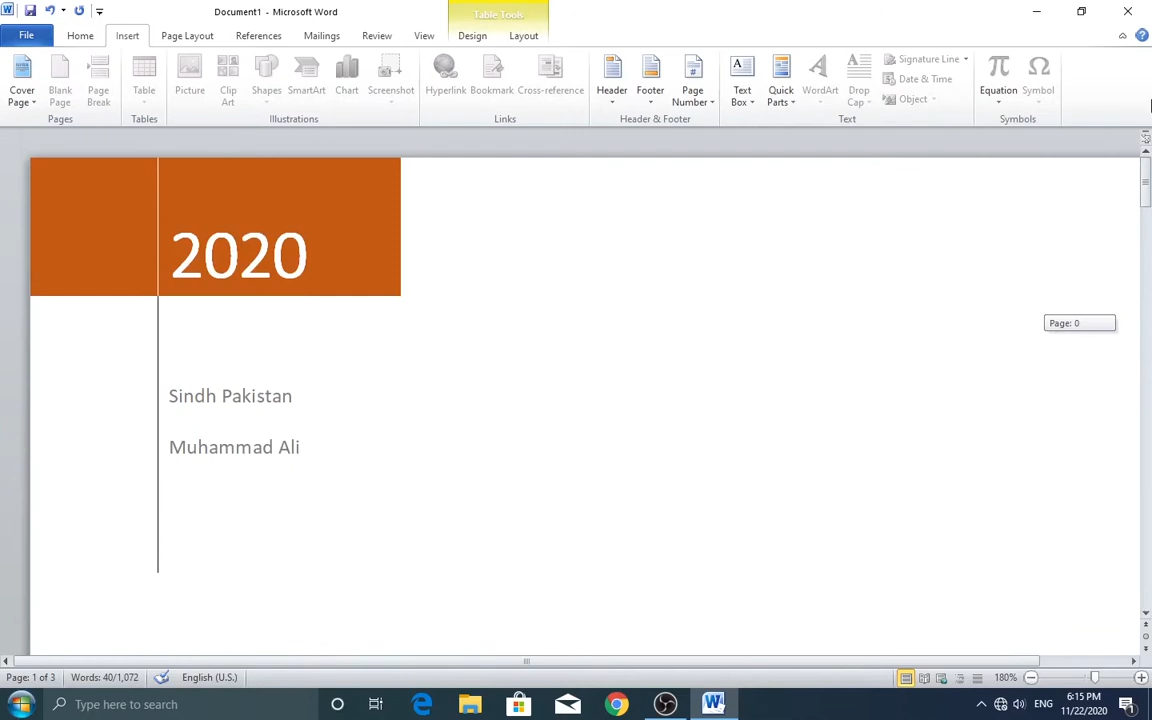 Document1 - Microsoft Word
Table Tools
File Home Insert Page Layout References Mailings Review View Design Layout
Cover Page
Blank Page
Page Break
Table
Picture
Clip Art
Shapes
SmartArt
Chart
Screenshot
Hyperlink
Bookmark
Cross-reference
Header
Footer
Page Number
Text Box
Quick Parts
WordArt
Drop Cap
Signature Line
Date & Time
Object
Equation
Symbol
Pages Tables Illustrations Links Header & Footer Text Symbols
2020
Page: 0
Sindh Pakistan
Muhammad Ali
Page: 1 of 3 Words: 40/1,072 English (U.S.) 180%
Type here to search
ENG
6:15 PM
11/22/2020
1